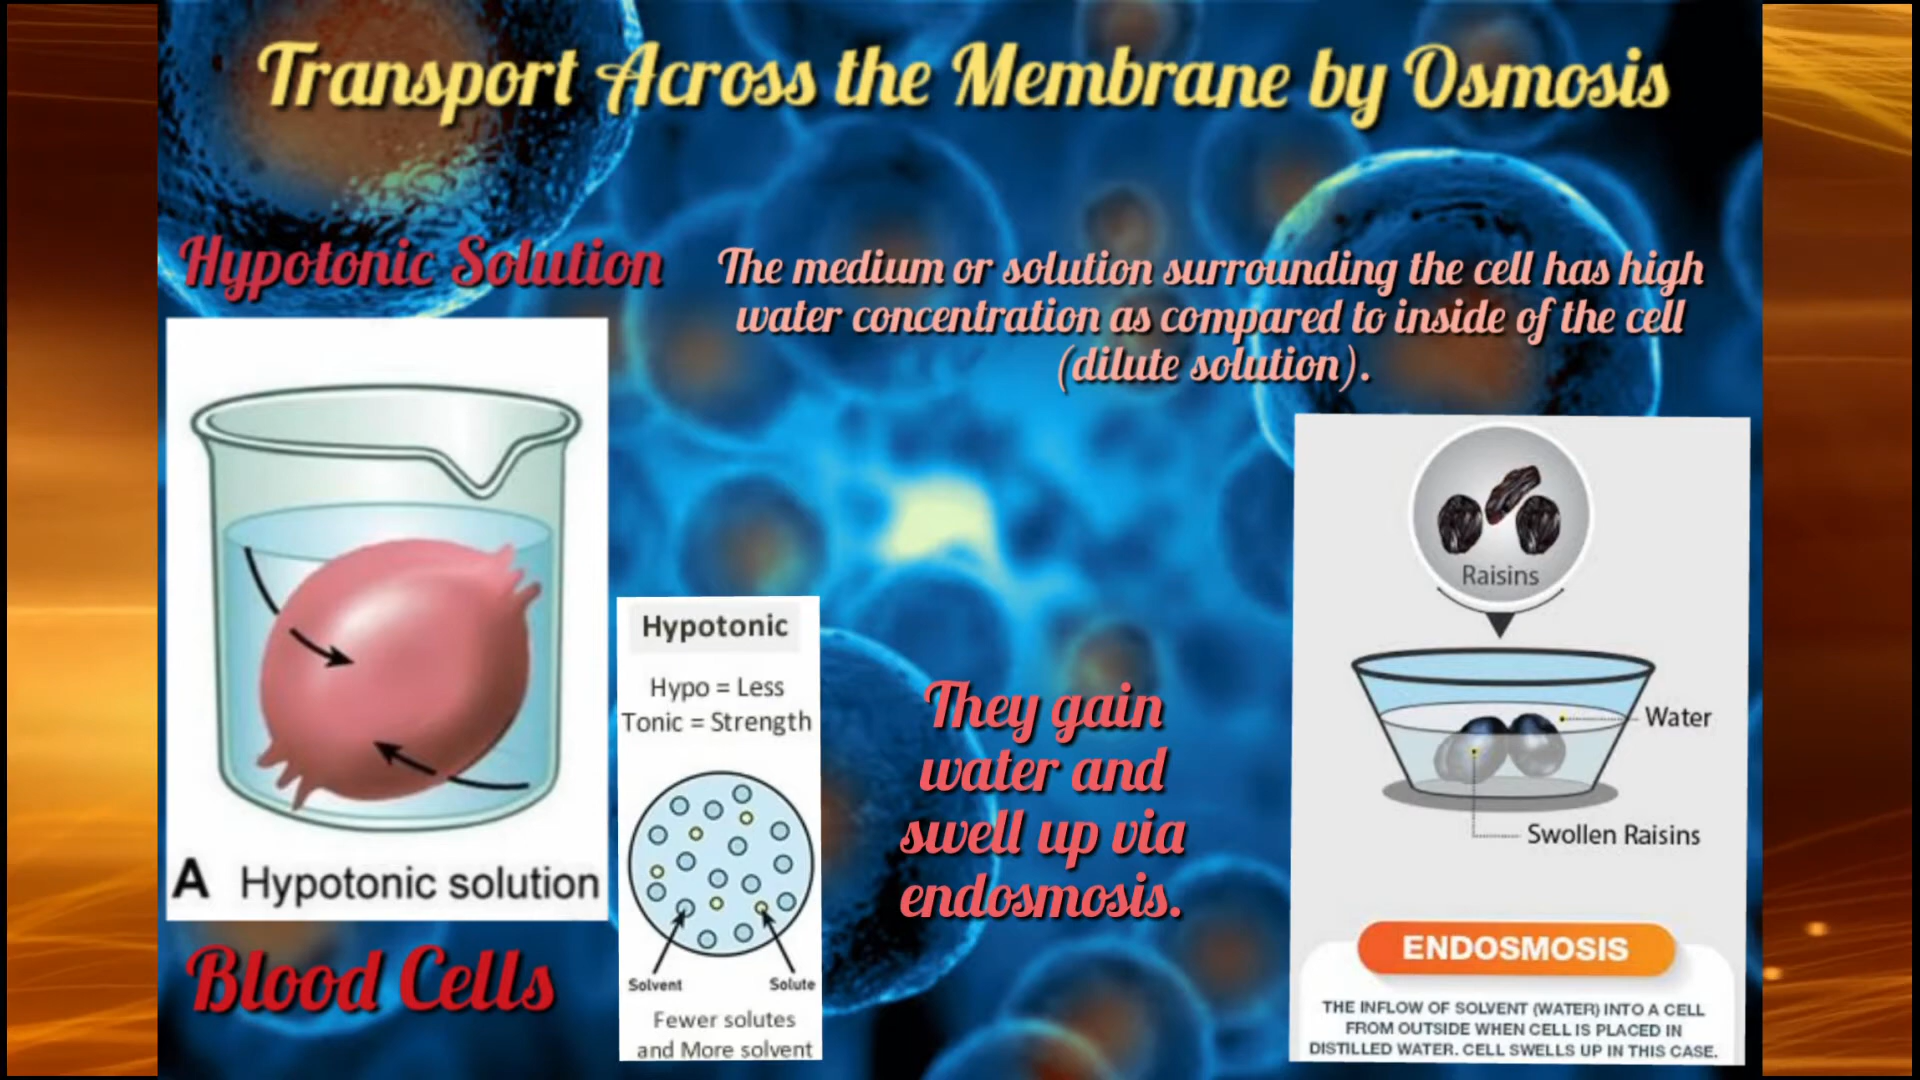 Transport Across the Membrane by Osmosis
Hypotonic Solution
The medium or solution surrounding the cell has high
water concentration as compared to inside of the cell
(dilute solution).
A Hypotonic solution
Blood Cells
Hypotonic
Hypo = Less
Tonic = Strength
Solvent
Solute
Fewer solutes
and More solvent
They gain
water and
swell up via
endosmosis.
Raisins
Water
Swollen Raisins
ENDOSMOSIS
THE INFLOW OF SOLVENT (WATER) INTO A CELL
FROM OUTSIDE WHEN CELL IS PLACED IN
DISTILLED WATER. CELL SWELLS UP IN THIS CASE.